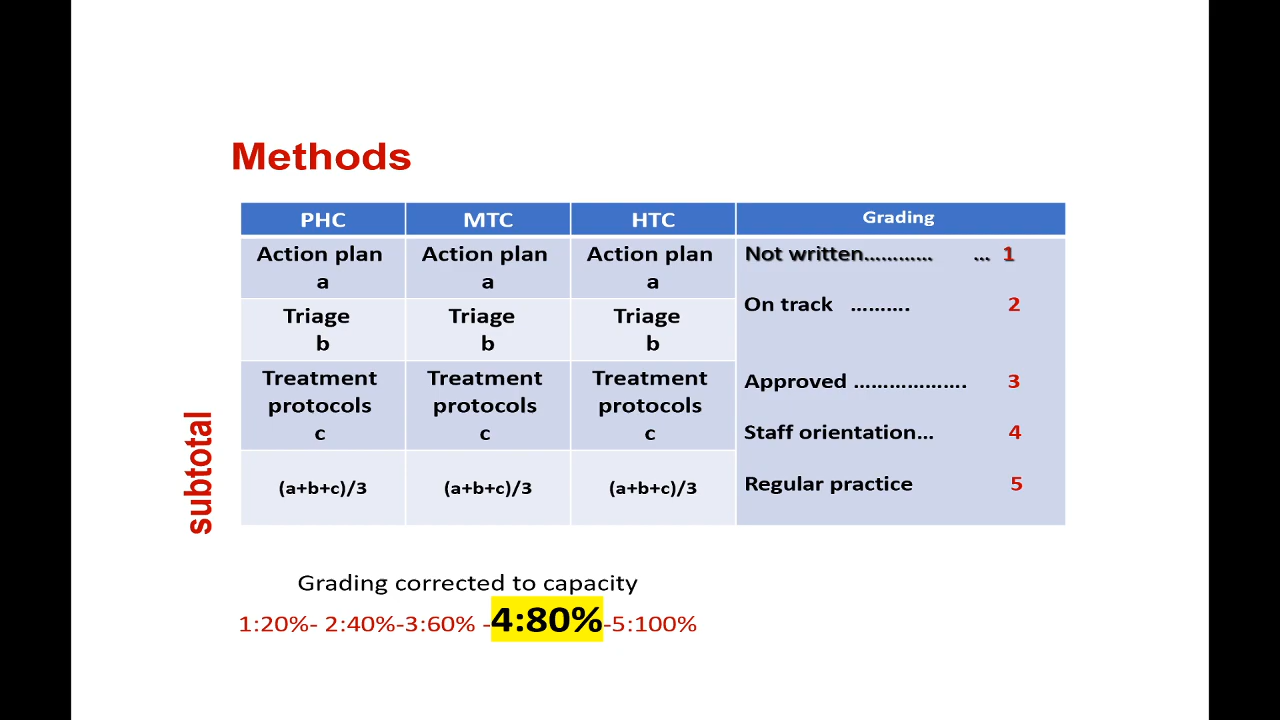 Methods
PHC MTC HTC Grading
Action plan Action plan Action plan Not written………… … 1
a a a
Triage Triage Triage On track ………. 2
b b b
Treatment Treatment Treatment Approved ………………. 3
protocols protocols protocols
c c c Staff orientation… 4
(a+b+c)/3 (a+b+c)/3 (a+b+c)/3 Regular practice 5
subtotal
Grading corrected to capacity
1:20%- 2:40%-3:60% -4:80%-5:100%